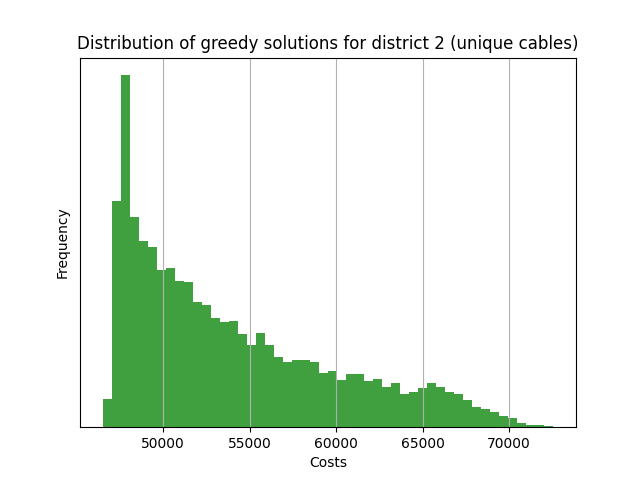 Distribution of greedy solutions for district 2 (unique cables)
Frequency
50000 55000 60000 65000 70000
Costs